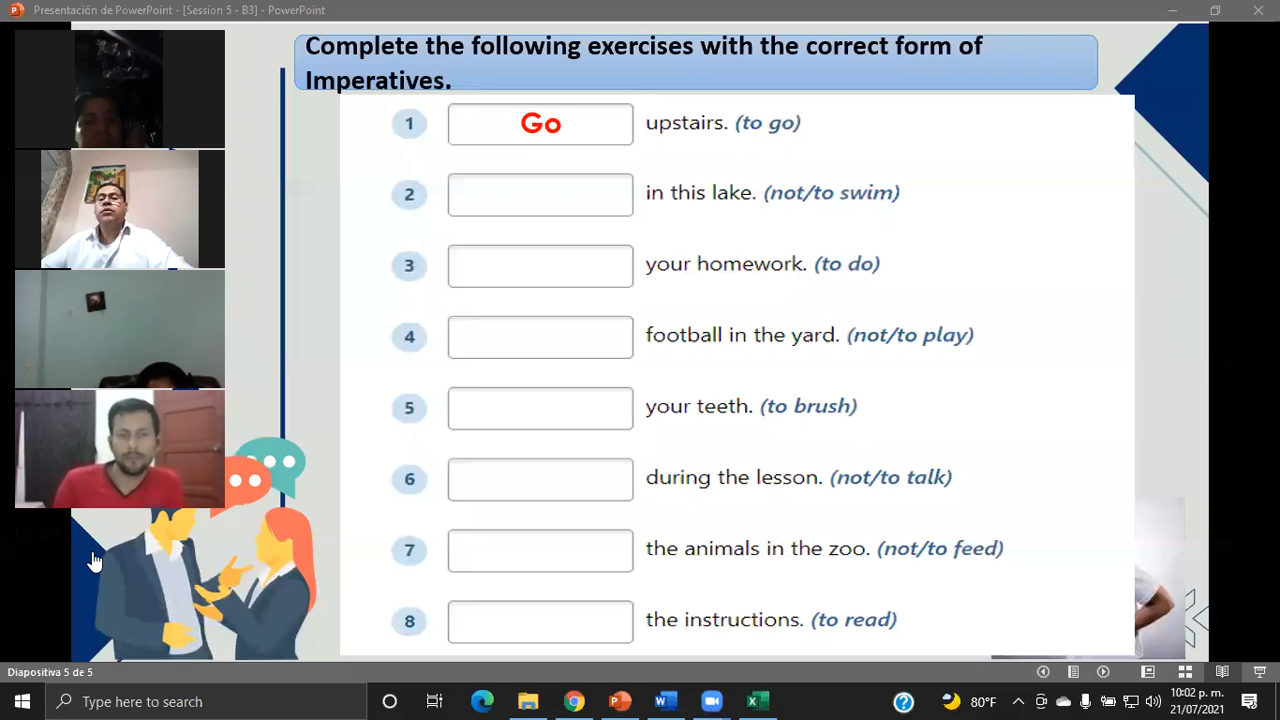 Presentación de PowerPoint - [Session 5 - B3] - PowerPoint
Complete the following exercises with the correct form of
Imperatives.
1 Go upstairs. (to go)
2 in this lake. (not/to swim)
3 your homework. (to do)
4 football in the yard. (not/to play)
5 your teeth. (to brush)
6 during the lesson. (not/to talk)
7 the animals in the zoo. (not/to feed)
8 the instructions. (to read)
Diapositiva 5 de 5
Type here to search
80°F
10:02 p. m.
21/07/2021